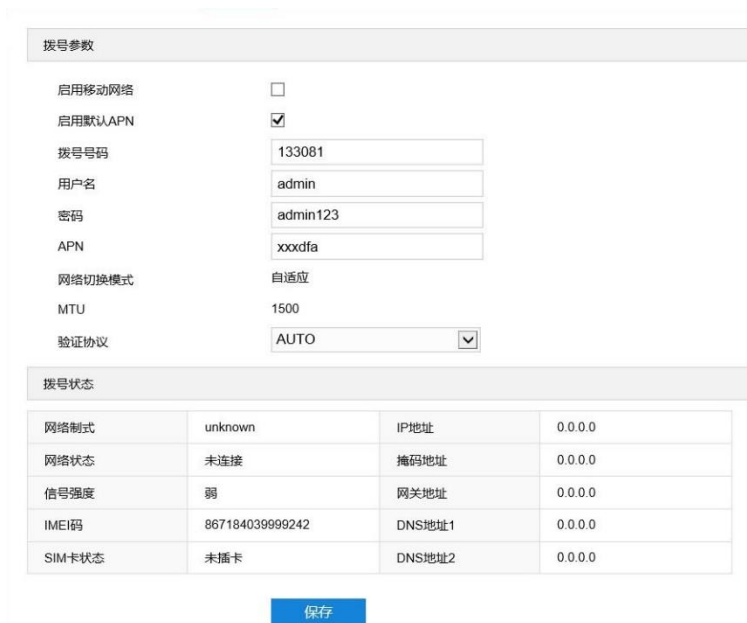 拨号参数
启用移动网络
启用默认APN
拨号号码 133081
用户名 admin
密码 admin123
APN xxxdfa
网络切换模式 自适应
MTU 1500
验证协议 AUTO
拨号状态
网络制式 unknown IP地址 0.0.0.0
网络状态 未连接 掩码地址 0.0.0.0
信号强度 弱 网关地址 0.0.0.0
IMEI码 867184039999242 DNS地址1 0.0.0.0
SIM卡状态 未插卡 DNS地址2 0.0.0.0
保存